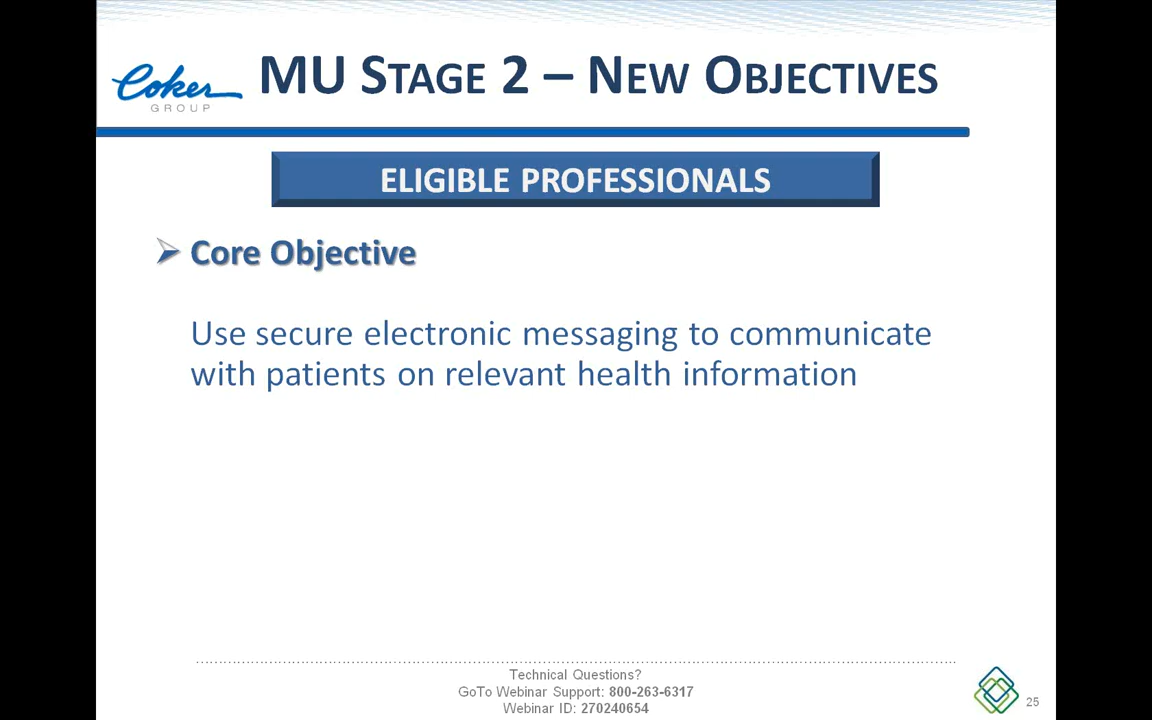 Coker
GROUP
MU STAGE 2 – NEW OBJECTIVES
ELIGIBLE PROFESSIONALS
Core Objective
Use secure electronic messaging to communicate
with patients on relevant health information
Technical Questions?
GoTo Webinar Support: 800-263-6317
Webinar ID: 270240654
25